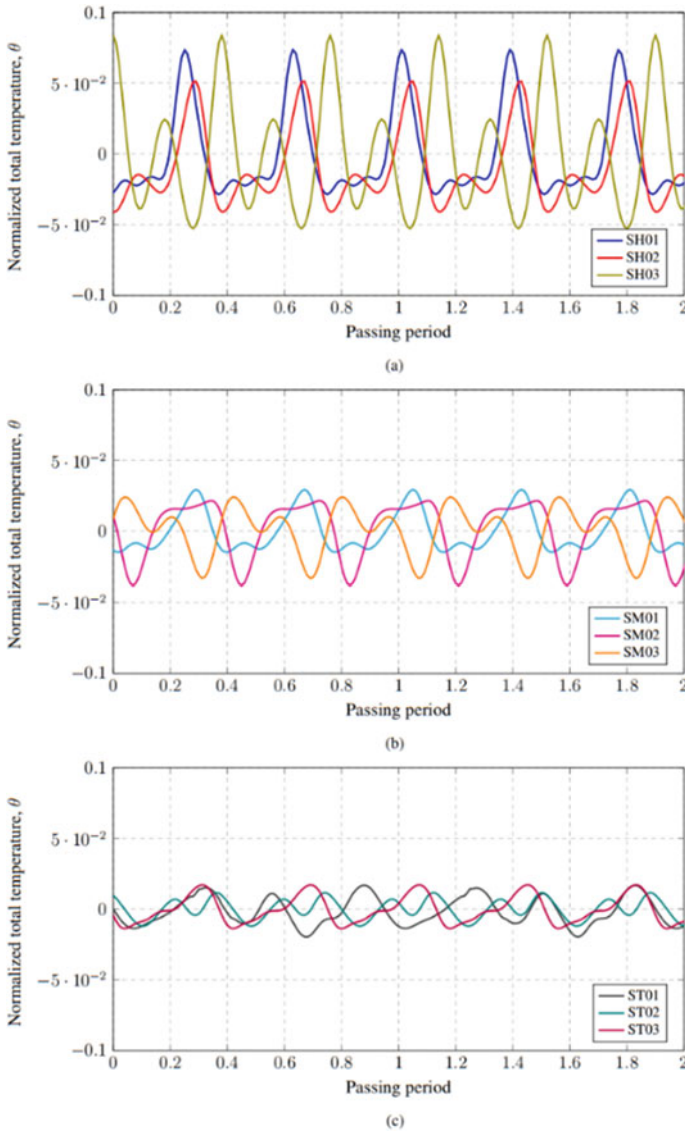 0.1
5 · 10⁻²
0
−5 · 10⁻²
−0.1
Normalized total temperature, θ
0 0.2 0.4 0.6 0.8 1 1.2 1.4 1.6 1.8 2
Passing period
SH01
SH02
SH03
(a)
0.1
5 · 10⁻²
0
−5 · 10⁻²
−0.1
Normalized total temperature, θ
0 0.2 0.4 0.6 0.8 1 1.2 1.4 1.6 1.8 2
Passing period
SM01
SM02
SM03
(b)
0.1
5 · 10⁻²
0
−5 · 10⁻²
−0.1
Normalized total temperature, θ
0 0.2 0.4 0.6 0.8 1 1.2 1.4 1.6 1.8 2
Passing period
ST01
ST02
ST03
(c)